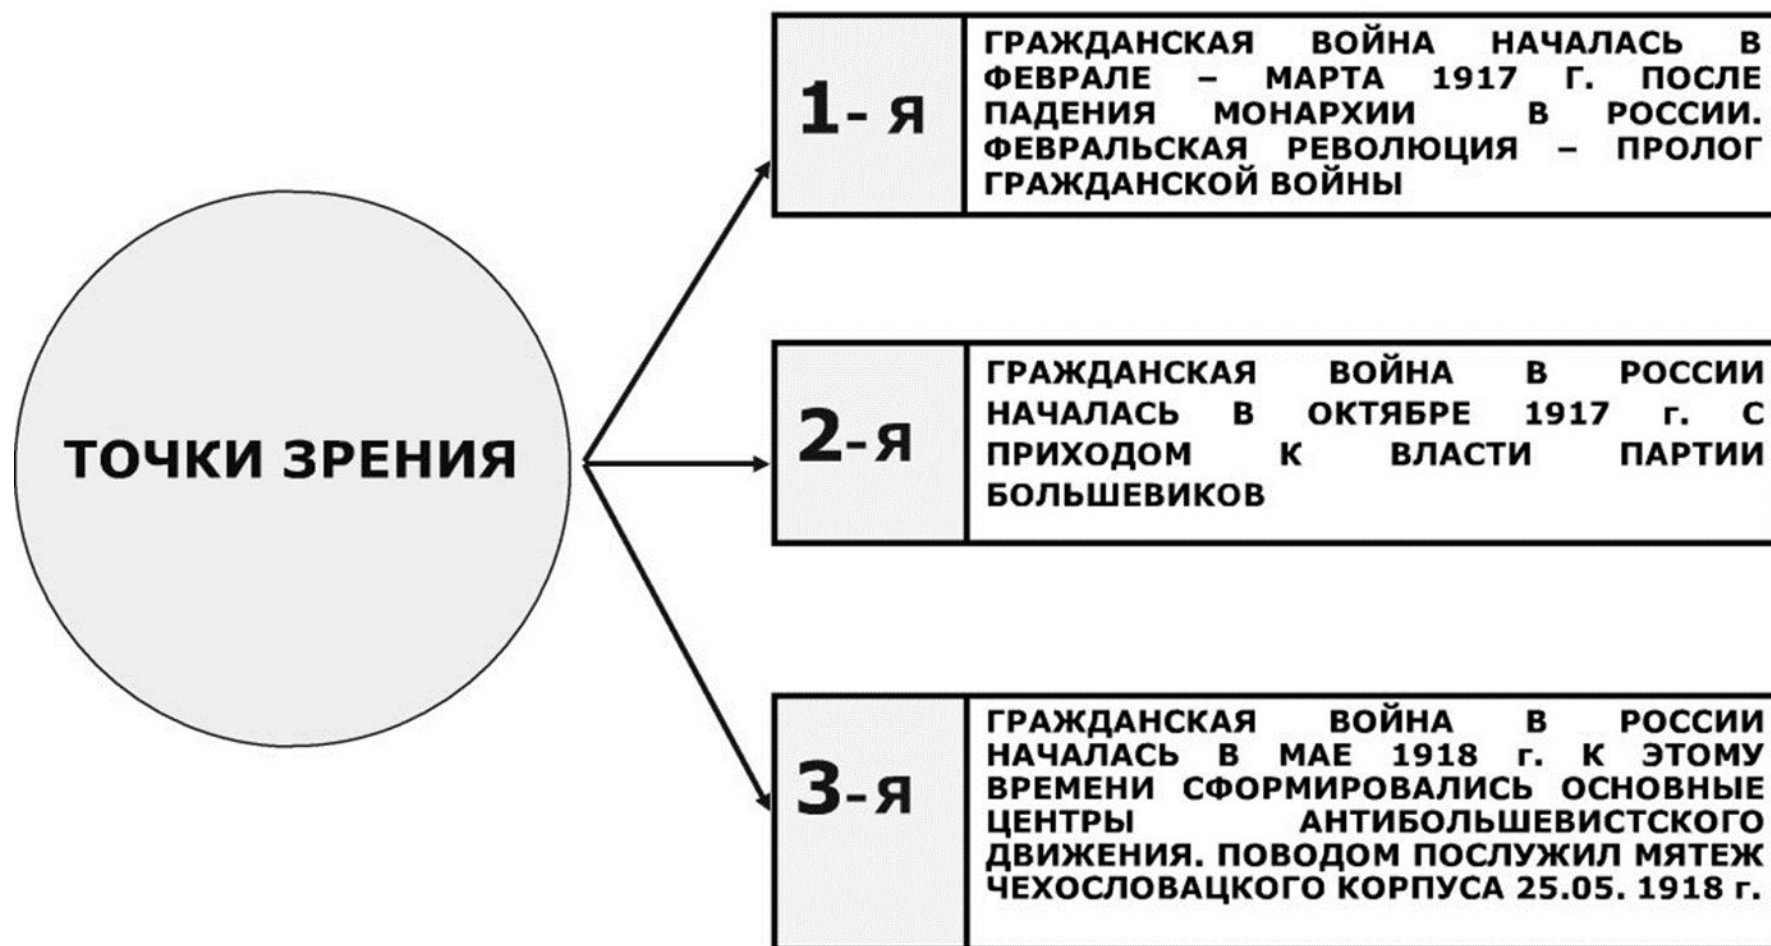 ТОЧКИ ЗРЕНИЯ
1- я
ГРАЖДАНСКАЯ ВОЙНА НАЧАЛАСЬ В
ФЕВРАЛЕ – МАРТА 1917 Г. ПОСЛЕ
ПАДЕНИЯ МОНАРХИИ В РОССИИ.
ФЕВРАЛЬСКАЯ РЕВОЛЮЦИЯ – ПРОЛОГ
ГРАЖДАНСКОЙ ВОЙНЫ
2-я
ГРАЖДАНСКАЯ ВОЙНА В РОССИИ
НАЧАЛАСЬ В ОКТЯБРЕ 1917 г. С
ПРИХОДОМ К ВЛАСТИ ПАРТИИ
БОЛЬШЕВИКОВ
3-я
ГРАЖДАНСКАЯ ВОЙНА В РОССИИ
НАЧАЛАСЬ В МАЕ 1918 г. К ЭТОМУ
ВРЕМЕНИ СФОРМИРОВАЛИСЬ ОСНОВНЫЕ
ЦЕНТРЫ АНТИБОЛЬШЕВИСТСКОГО
ДВИЖЕНИЯ. ПОВОДОМ ПОСЛУЖИЛ МЯТЕЖ
ЧЕХОСЛОВАЦКОГО КОРПУСА 25.05. 1918 г.